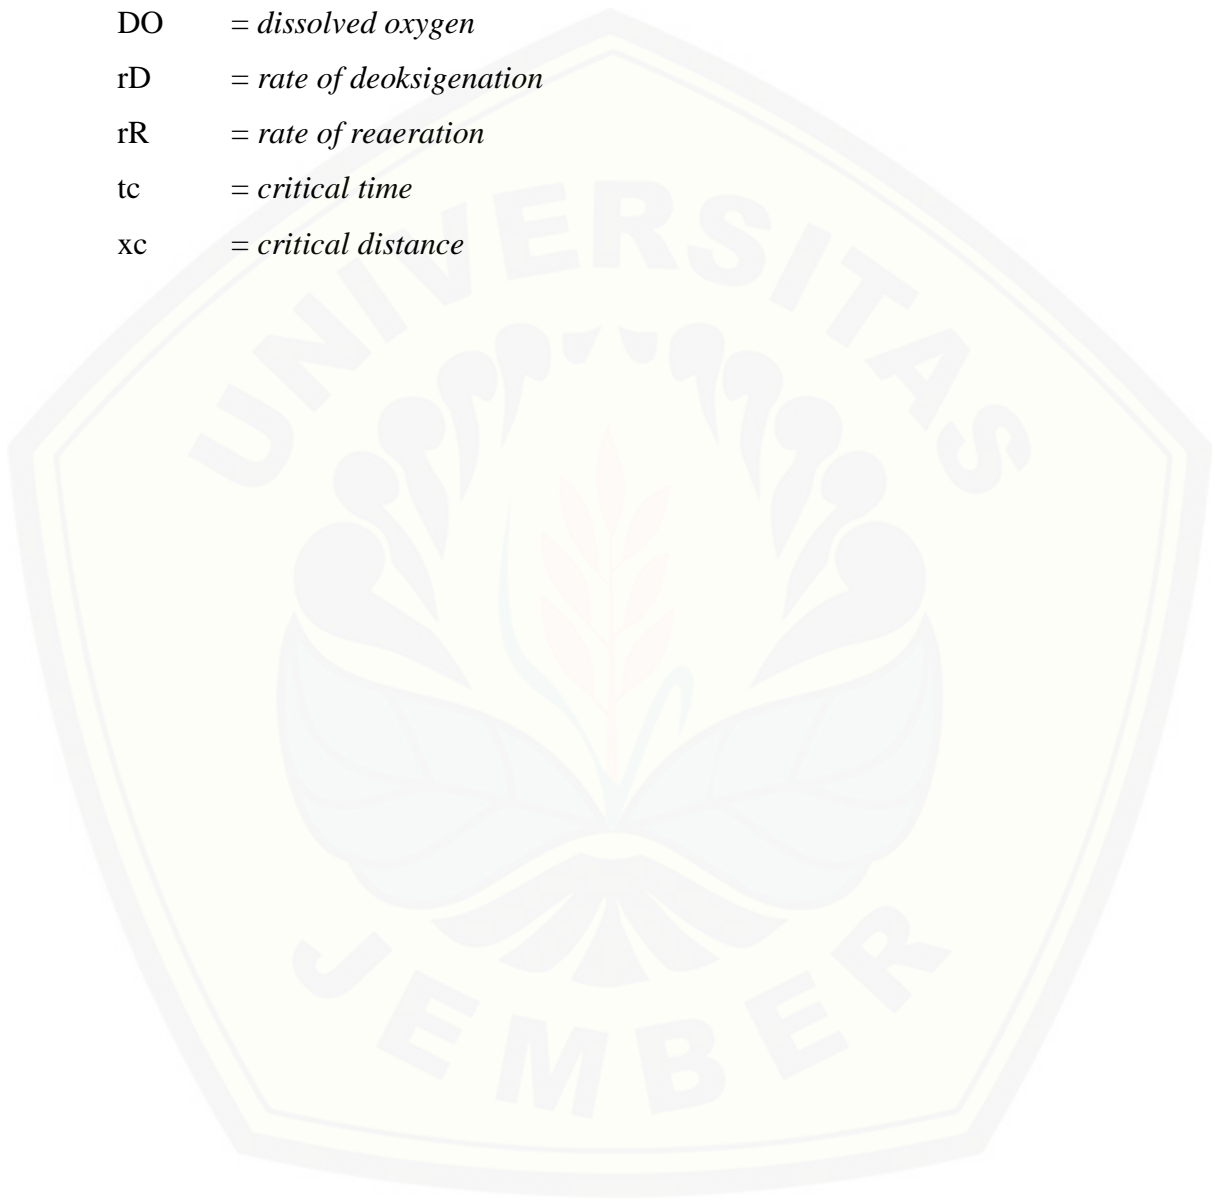 DO = dissolved oxygen
rD = rate of deoksigenation
rR = rate of reaeration
tc = critical time
xc = critical distance
UNIVERSITAS
JEMBER